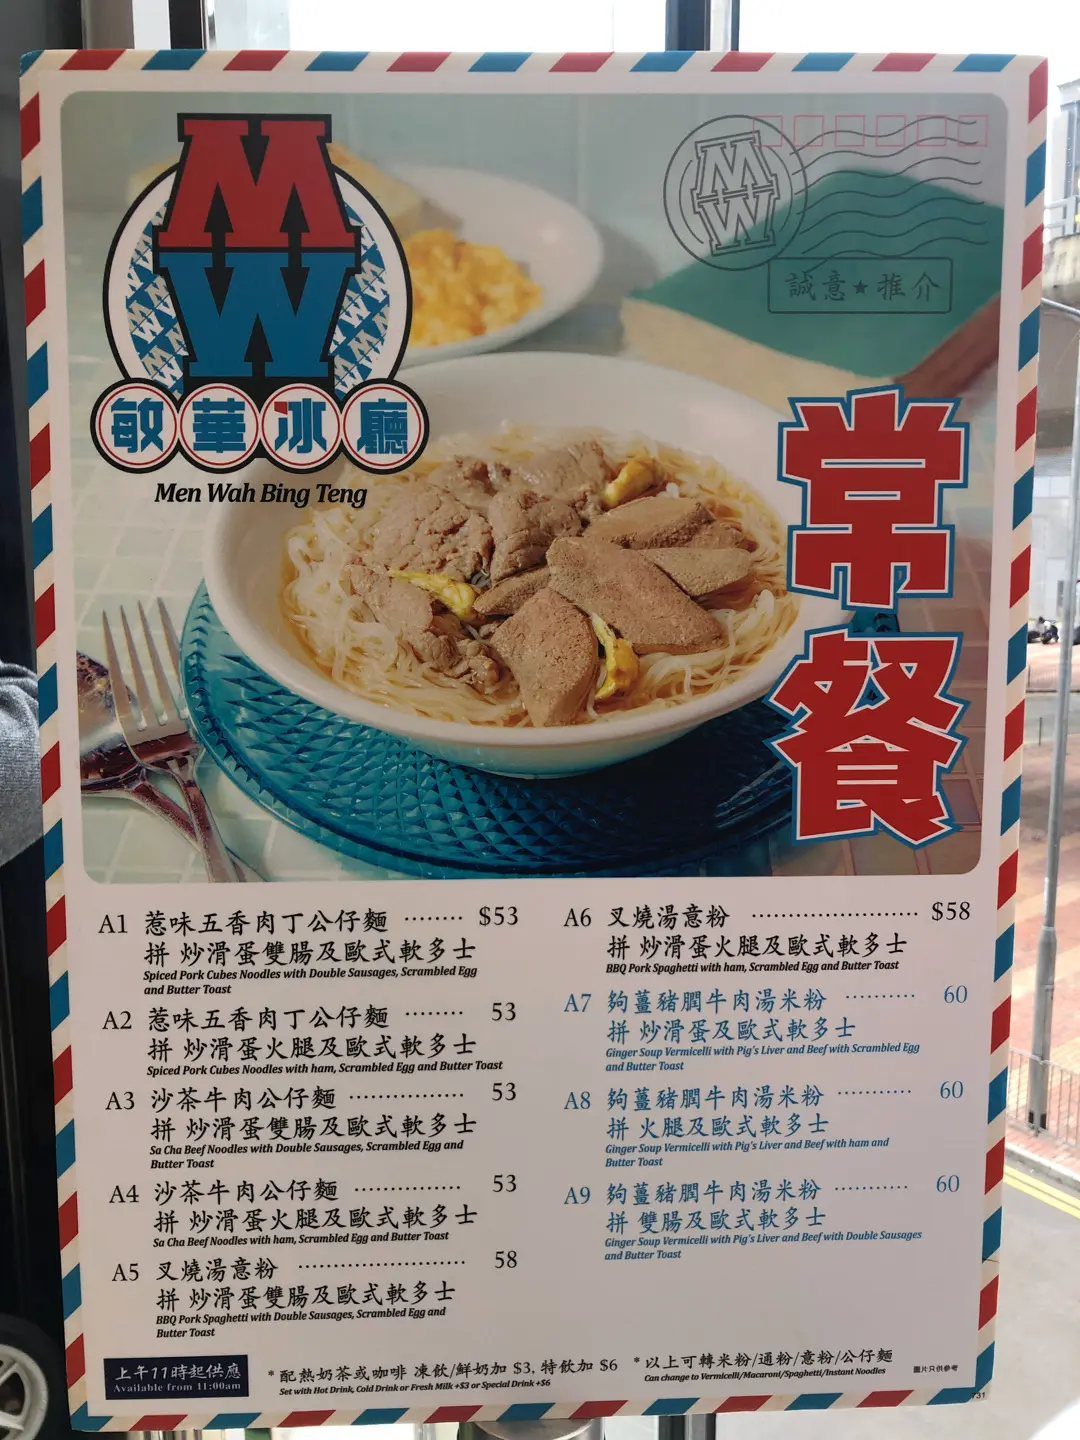 MW
敏華冰廳
Men Wah Bing Teng
MW
誠意★推介
常餐
A1 惹味五香肉丁公仔麵 ........ $53
拼 炒滑蛋雙腸及歐式軟多士
Spiced Pork Cubes Noodles with Double Sausages, Scrambled Egg
and Butter Toast
A2 惹味五香肉丁公仔麵 ........ 53
拼 炒滑蛋火腿及歐式軟多士
Spiced Pork Cubes Noodles with ham, Scrambled Egg and Butter Toast
A3 沙茶牛肉公仔麵 ................ 53
拼 炒滑蛋雙腸及歐式軟多士
Sa Cha Beef Noodles with Double Sausages, Scrambled Egg and
Butter Toast
A4 沙茶牛肉公仔麵 ............... 53
拼 炒滑蛋火腿及歐式軟多士
Sa Cha Beef Noodles with ham, Scrambled Egg and Butter Toast
A5 叉燒湯意粉 ........................ 58
拼 炒滑蛋雙腸及歐式軟多士
BBQ Pork Spaghetti with Double Sausages, Scrambled Egg and
Butter Toast
A6 叉燒湯意粉 ........................ $58
拼 炒滑蛋火腿及歐式軟多士
BBQ Pork Spaghetti with ham, Scrambled Egg and Butter Toast
A7 夠薑豬膶牛肉湯米粉 .......... 60
拼 炒滑蛋及歐式軟多士
Ginger Soup Vermicelli with Pig's Liver and Beef with Scrambled Egg
and Butter Toast
A8 夠薑豬膶牛肉湯米粉 .......... 60
拼 火腿及歐式軟多士
Ginger Soup Vermicelli with Pig's Liver and Beef with ham and
Butter Toast
A9 夠薑豬膶牛肉湯米粉 .......... 60
拼 雙腸及歐式軟多士
Ginger Soup Vermicelli with Pig's Liver and Beef with Double Sausages
and Butter Toast
上午11時起供應
Available from 11:00am
* 配熱奶茶或咖啡 凍飲/鮮奶加 $3, 特飲加 $6
Set with Hot Drink, Cold Drink or Fresh Milk +$3 or Special Drink +$6
* 以上可轉米粉/通粉/意粉/公仔麵
Can change to Vermicelli/Macaroni/Spaghetti/Instant Noodles
圖片只供參考